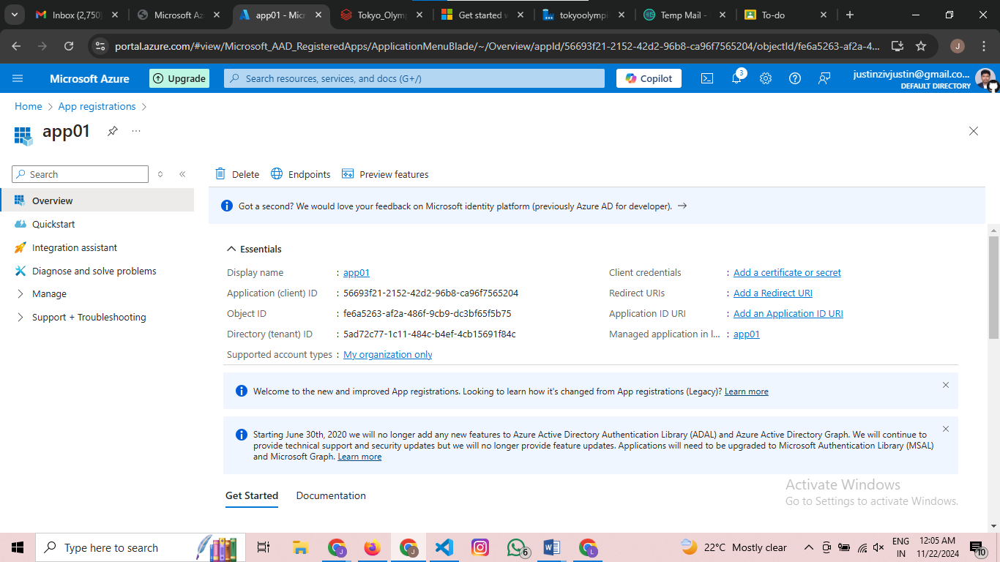 Inbox (2,750)
Microsoft Az
app01 - Micr
Tokyo_Olymp
Get started w
tokyoolympi
Temp Mail -
To-do
portal.azure.com/#view/Microsoft_AAD_RegisteredApps/ApplicationMenuBlade/~/Overview/appId/56693f21-2152-42d2-96b8-ca96f7565204/objectId/fe6a5263-af2a-4...
J
Microsoft Azure
Upgrade
Search resources, services, and docs (G+/)
Copilot
3
justinzivjustin@gmail.co...
DEFAULT DIRECTORY
Home > App registrations >
app01
Search
Delete
Endpoints
Preview features
Overview
Quickstart
Integration assistant
Diagnose and solve problems
Manage
Support + Troubleshooting
Got a second? We would love your feedback on Microsoft identity platform (previously Azure AD for developer).
Essentials
Display name : app01
Application (client) ID : 56693f21-2152-42d2-96b8-ca96f7565204
Object ID : fe6a5263-af2a-486f-9cb9-dc3bf65f5b75
Directory (tenant) ID : 5ad72c77-1c11-484c-b4ef-4cb15691f84c
Supported account types : My organization only
Client credentials : Add a certificate or secret
Redirect URIs : Add a Redirect URI
Application ID URI : Add an Application ID URI
Managed application in l... : app01
Welcome to the new and improved App registrations. Looking to learn how it's changed from App registrations (Legacy)? Learn more
Starting June 30th, 2020 we will no longer add any new features to Azure Active Directory Authentication Library (ADAL) and Azure Active Directory Graph. We will continue to
provide technical support and security updates but we will no longer provide feature updates. Applications will need to be upgraded to Microsoft Authentication Library (MSAL)
and Microsoft Graph. Learn more
Get Started
Documentation
Activate Windows
Go to Settings to activate Windows.
Type here to search
J
J
6
L
22°C Mostly clear
ENG
IN
12:05 AM
11/22/2024
10